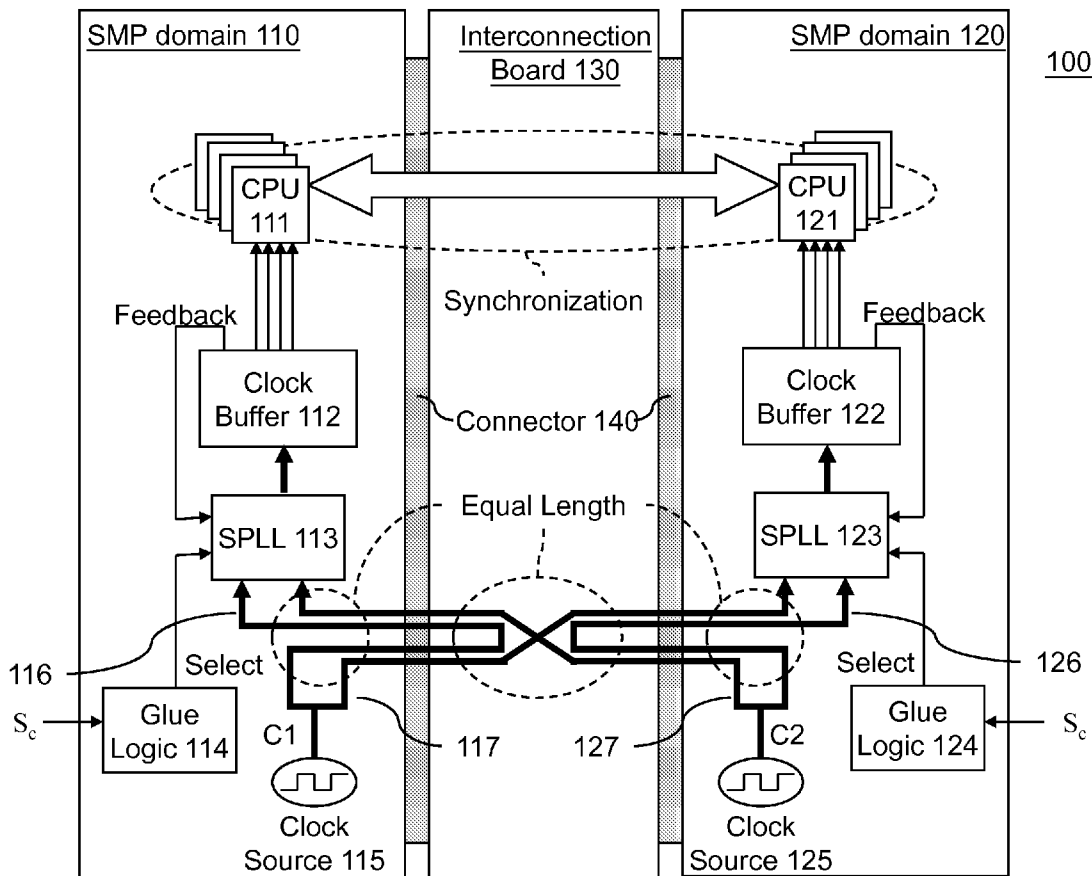 SMP domain 110
Interconnection
Board 130
SMP domain 120
100
CPU
111
CPU
121
Synchronization
Feedback
Feedback
Clock
Buffer 112
Clock
Buffer 122
Connector 140
Equal Length
SPLL 113
SPLL 123
116
Select
Select
126
Sc
Glue
Logic 114
C1
117
127
C2
Glue
Logic 124
Sc
Clock
Source 115
Clock
Source 125